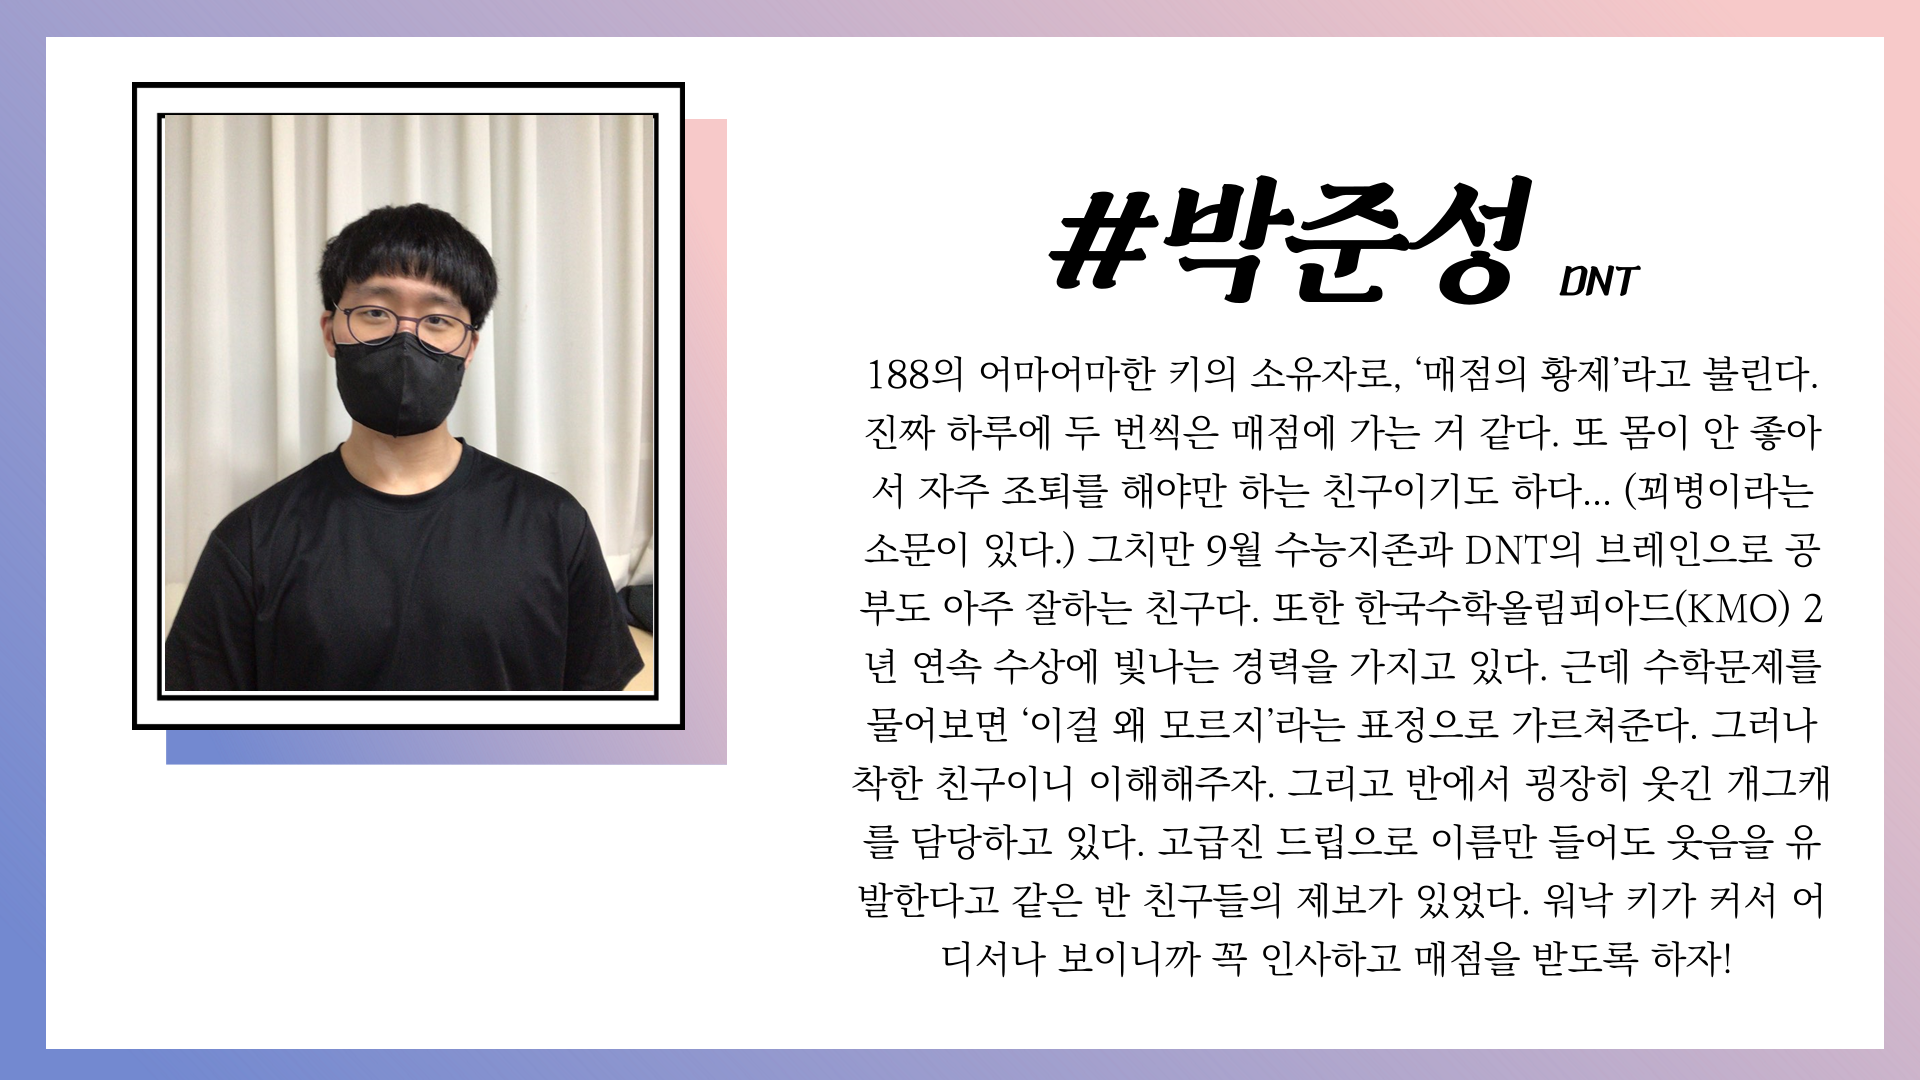 #박준성 DNT
188의 어마어마한 키의 소유자로, ‘매점의 황제’라고 불린다.
진짜 하루에 두 번씩은 매점에 가는 거 같다. 또 몸이 안 좋아
서 자주 조퇴를 해야만 하는 친구이기도 하다... (꾀병이라는
소문이 있다.) 그치만 9월 수능지존과 DNT의 브레인으로 공
부도 아주 잘하는 친구다. 또한 한국수학올림피아드(KMO) 2
년 연속 수상에 빛나는 경력을 가지고 있다. 근데 수학문제를
물어보면 ‘이걸 왜 모르지’라는 표정으로 가르쳐준다. 그러나
착한 친구이니 이해해주자. 그리고 반에서 굉장히 웃긴 개그캐
를 담당하고 있다. 고급진 드립으로 이름만 들어도 웃음을 유
발한다고 같은 반 친구들의 제보가 있었다. 워낙 키가 커서 어
디서나 보이니까 꼭 인사하고 매점을 받도록 하자!